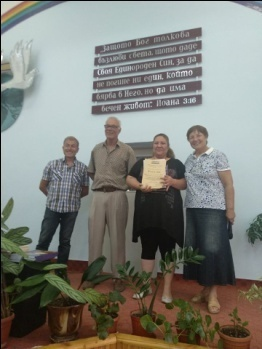 Защото Бог толкова
възлюби света, щото даде
Своя Единороден Син, за да
не погине ни един, който
вярва в Него, но да има
вечен живот! Йоана 3:16